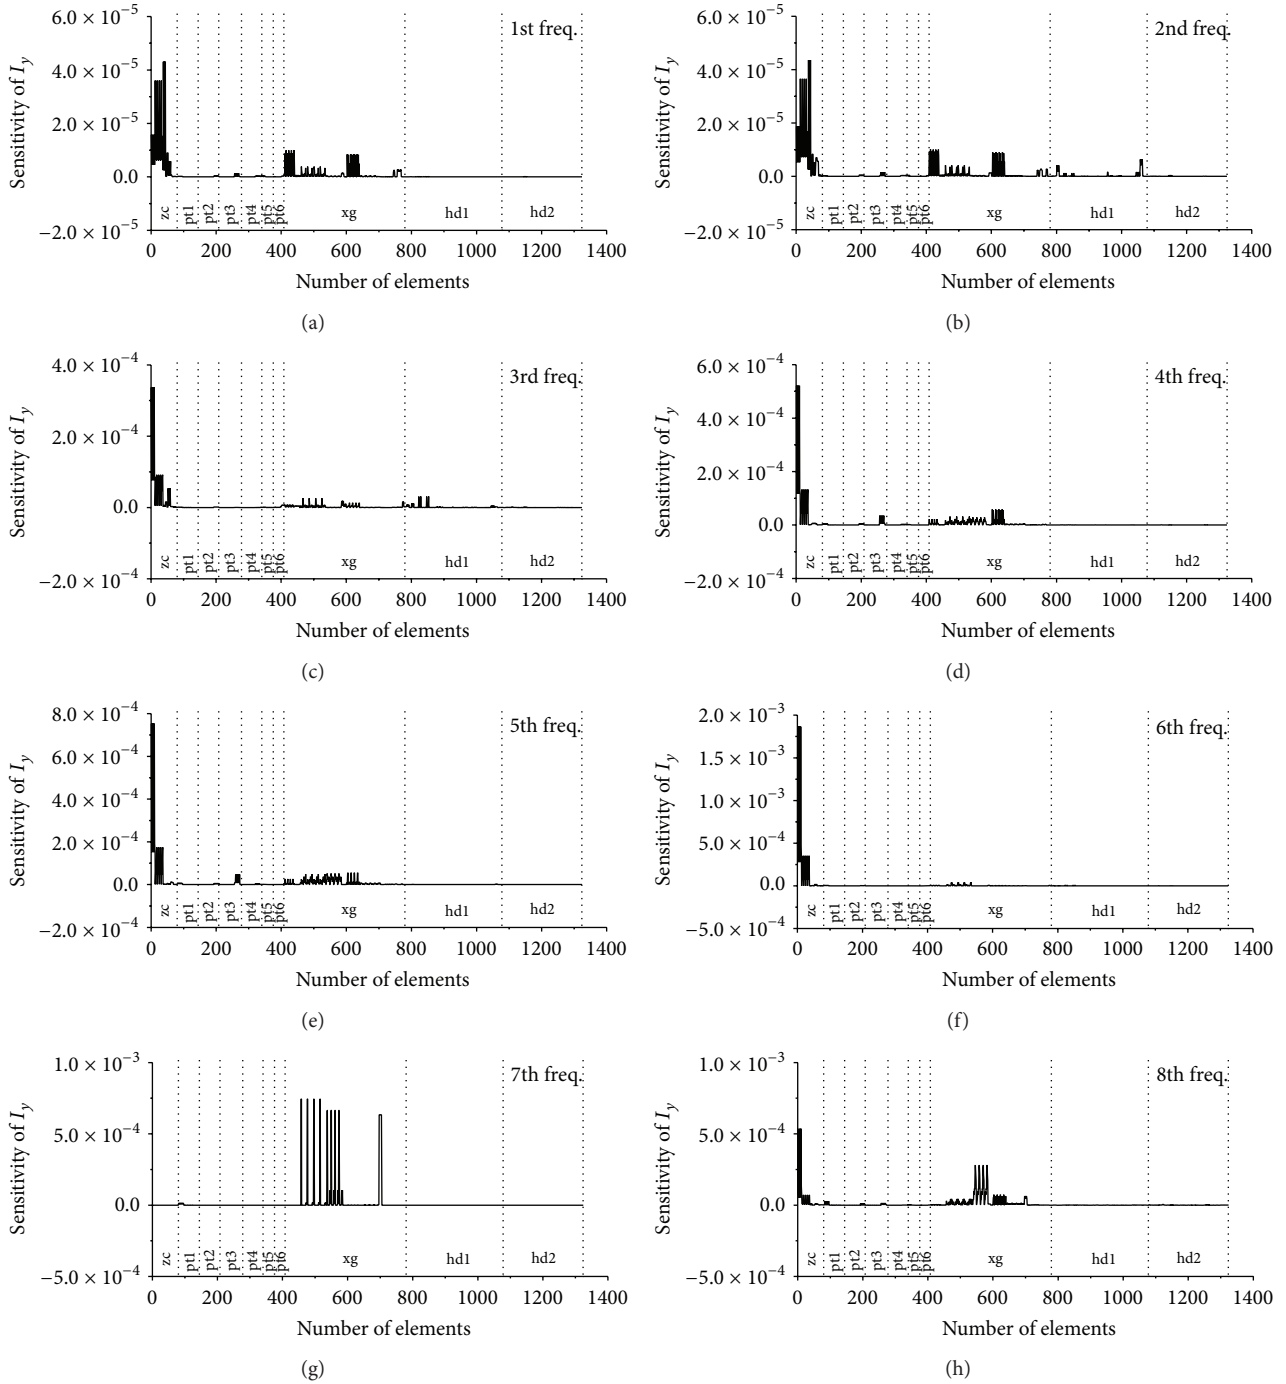 1st freq.
Sensitivity of I_y
6.0 × 10⁻⁵
4.0 × 10⁻⁵
2.0 × 10⁻⁵
0.0
−2.0 × 10⁻⁵
zc pt1 pt2 pt3 pt4 pt5 pt6 xg hd1 hd2
0 200 400 600 800 1000 1200 1400
Number of elements
(a)
2nd freq.
Sensitivity of I_y
6.0 × 10⁻⁵
4.0 × 10⁻⁵
2.0 × 10⁻⁵
0.0
−2.0 × 10⁻⁵
zc pt1 pt2 pt3 pt4 pt5 pt6 xg hd1 hd2
0 200 400 600 800 1000 1200 1400
Number of elements
(b)
3rd freq.
Sensitivity of I_y
4.0 × 10⁻⁴
2.0 × 10⁻⁴
0.0
−2.0 × 10⁻⁴
zc pt1 pt2 pt3 pt4 pt5 pt6 xg hd1 hd2
0 200 400 600 800 1000 1200 1400
Number of elements
(c)
4th freq.
Sensitivity of I_y
6.0 × 10⁻⁴
4.0 × 10⁻⁴
2.0 × 10⁻⁴
0.0
−2.0 × 10⁻⁴
zc pt1 pt2 pt3 pt4 pt5 pt6 xg hd1 hd2
0 200 400 600 800 1000 1200 1400
Number of elements
(d)
5th freq.
Sensitivity of I_y
8.0 × 10⁻⁴
6.0 × 10⁻⁴
4.0 × 10⁻⁴
2.0 × 10⁻⁴
0.0
−2.0 × 10⁻⁴
zc pt1 pt2 pt3 pt4 pt5 pt6 xg hd1 hd2
0 200 400 600 800 1000 1200 1400
Number of elements
(e)
6th freq.
Sensitivity of I_y
2.0 × 10⁻³
1.5 × 10⁻³
1.0 × 10⁻³
5.0 × 10⁻⁴
0.0
−5.0 × 10⁻⁴
zc pt1 pt2 pt3 pt4 pt5 pt6 xg hd1 hd2
0 200 400 600 800 1000 1200 1400
Number of elements
(f)
7th freq.
Sensitivity of I_y
1.0 × 10⁻³
5.0 × 10⁻⁴
0.0
−5.0 × 10⁻⁴
zc pt1 pt2 pt3 pt4 pt5 pt6 xg hd1 hd2
0 200 400 600 800 1000 1200 1400
Number of elements
(g)
8th freq.
Sensitivity of I_y
1.0 × 10⁻³
5.0 × 10⁻⁴
0.0
−5.0 × 10⁻⁴
zc pt1 pt2 pt3 pt4 pt5 pt6 xg hd1 hd2
0 200 400 600 800 1000 1200 1400
Number of elements
(h)